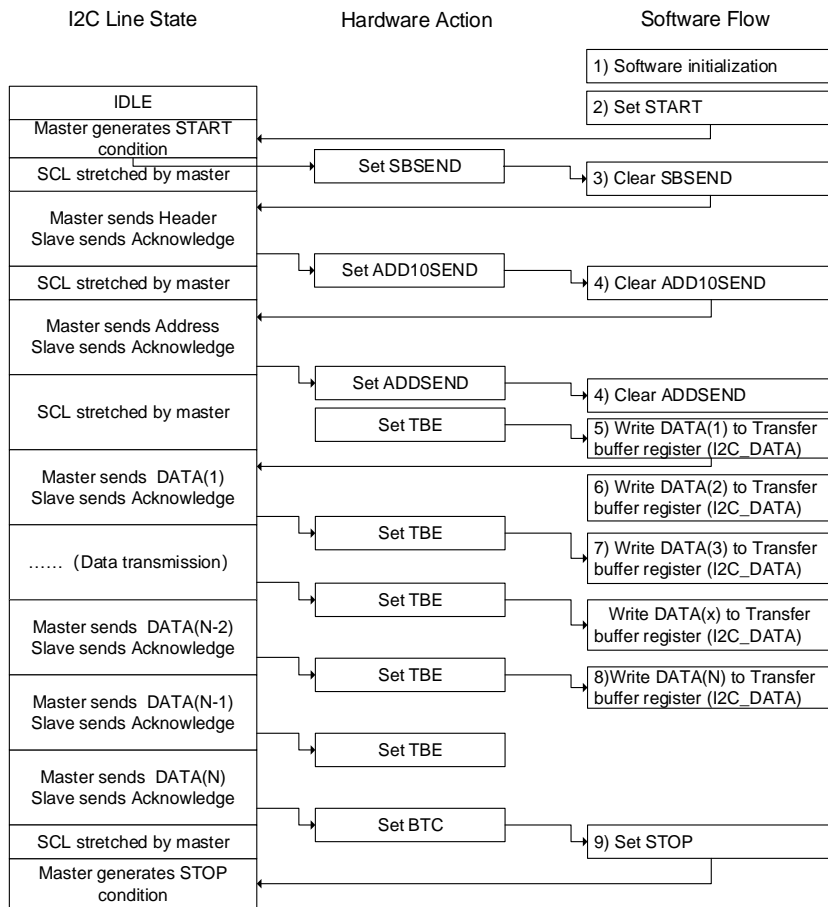 I2C Line State
Hardware Action
Software Flow
1) Software initialization
IDLE
2) Set START
Master generates START
condition
Set SBSEND
SCL stretched by master
3) Clear SBSEND
Master sends Header
Slave sends Acknowledge
Set ADD10SEND
SCL stretched by master
4) Clear ADD10SEND
Master sends Address
Slave sends Acknowledge
Set ADDSEND
4) Clear ADDSEND
SCL stretched by master
Set TBE
5) Write DATA(1) to Transfer
buffer register (I2C_DATA)
Master sends DATA(1)
Slave sends Acknowledge
6) Write DATA(2) to Transfer
buffer register (I2C_DATA)
Set TBE
7) Write DATA(3) to Transfer
buffer register (I2C_DATA)
…… (Data transmission)
Set TBE
Write DATA(x) to Transfer
buffer register (I2C_DATA)
Master sends DATA(N-2)
Slave sends Acknowledge
Set TBE
8)Write DATA(N) to Transfer
buffer register (I2C_DATA)
Master sends DATA(N-1)
Slave sends Acknowledge
Set TBE
Master sends DATA(N)
Slave sends Acknowledge
Set BTC
SCL stretched by master
9) Set STOP
Master generates STOP
condition